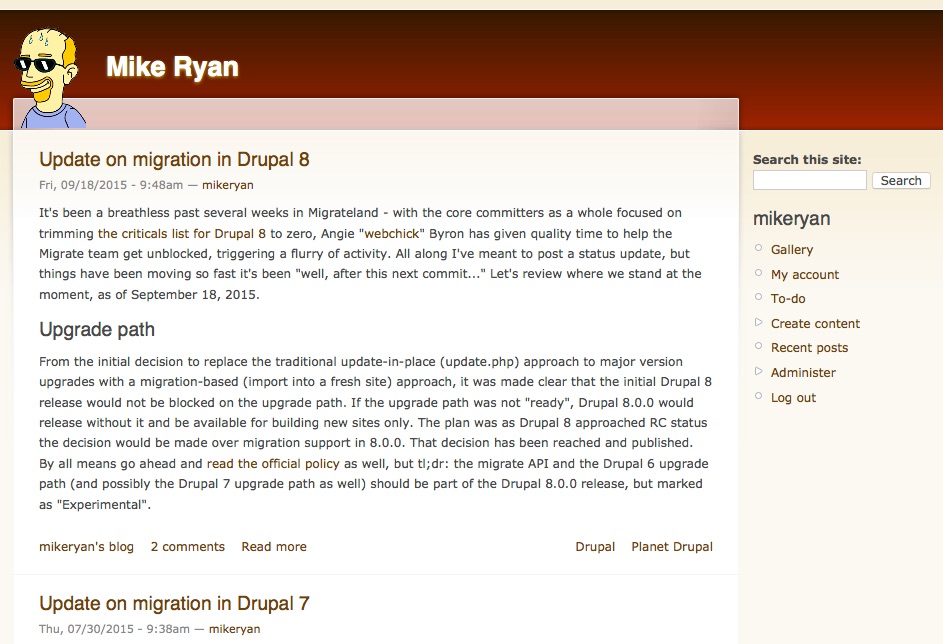 Mike Ryan
Update on migration in Drupal 8
Fri, 09/18/2015 - 9:48am — mikeryan
It's been a breathless past several weeks in Migrateland - with the core committers as a whole focused on
trimming the criticals list for Drupal 8 to zero, Angie "webchick" Byron has given quality time to help the
Migrate team get unblocked, triggering a flurry of activity. All along I've meant to post a status update, but
things have been moving so fast it's been "well, after this next commit..." Let's review where we stand at the
moment, as of September 18, 2015.
Upgrade path
From the initial decision to replace the traditional update-in-place (update.php) approach to major version
upgrades with a migration-based (import into a fresh site) approach, it was made clear that the initial Drupal 8
release would not be blocked on the upgrade path. If the upgrade path was not "ready", Drupal 8.0.0 would
release without it and be available for building new sites only. The plan was as Drupal 8 approached RC status
the decision would be made over migration support in 8.0.0. That decision has been reached and published.
By all means go ahead and read the official policy as well, but tl;dr: the migrate API and the Drupal 6 upgrade
path (and possibly the Drupal 7 upgrade path as well) should be part of the Drupal 8.0.0 release, but marked
as "Experimental".
mikeryan's blog 2 comments Read more Drupal Planet Drupal
Update on migration in Drupal 7
Thu, 07/30/2015 - 9:38am — mikeryan
Search this site:
Search
mikeryan
Gallery
My account
To-do
Create content
Recent posts
Administer
Log out